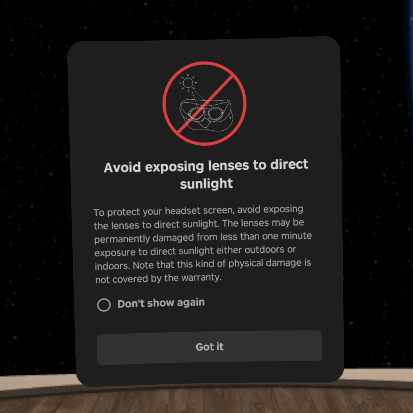 Avoid exposing lenses to direct
sunlight
To protect your headset screen, avoid exposing
the lenses to direct sunlight. The lenses may be
permanently damaged from less than one minute
exposure to direct sunlight either outdoors or
indoors. Note that this kind of physical damage is
not covered by the warranty.
Don't show again
Got it